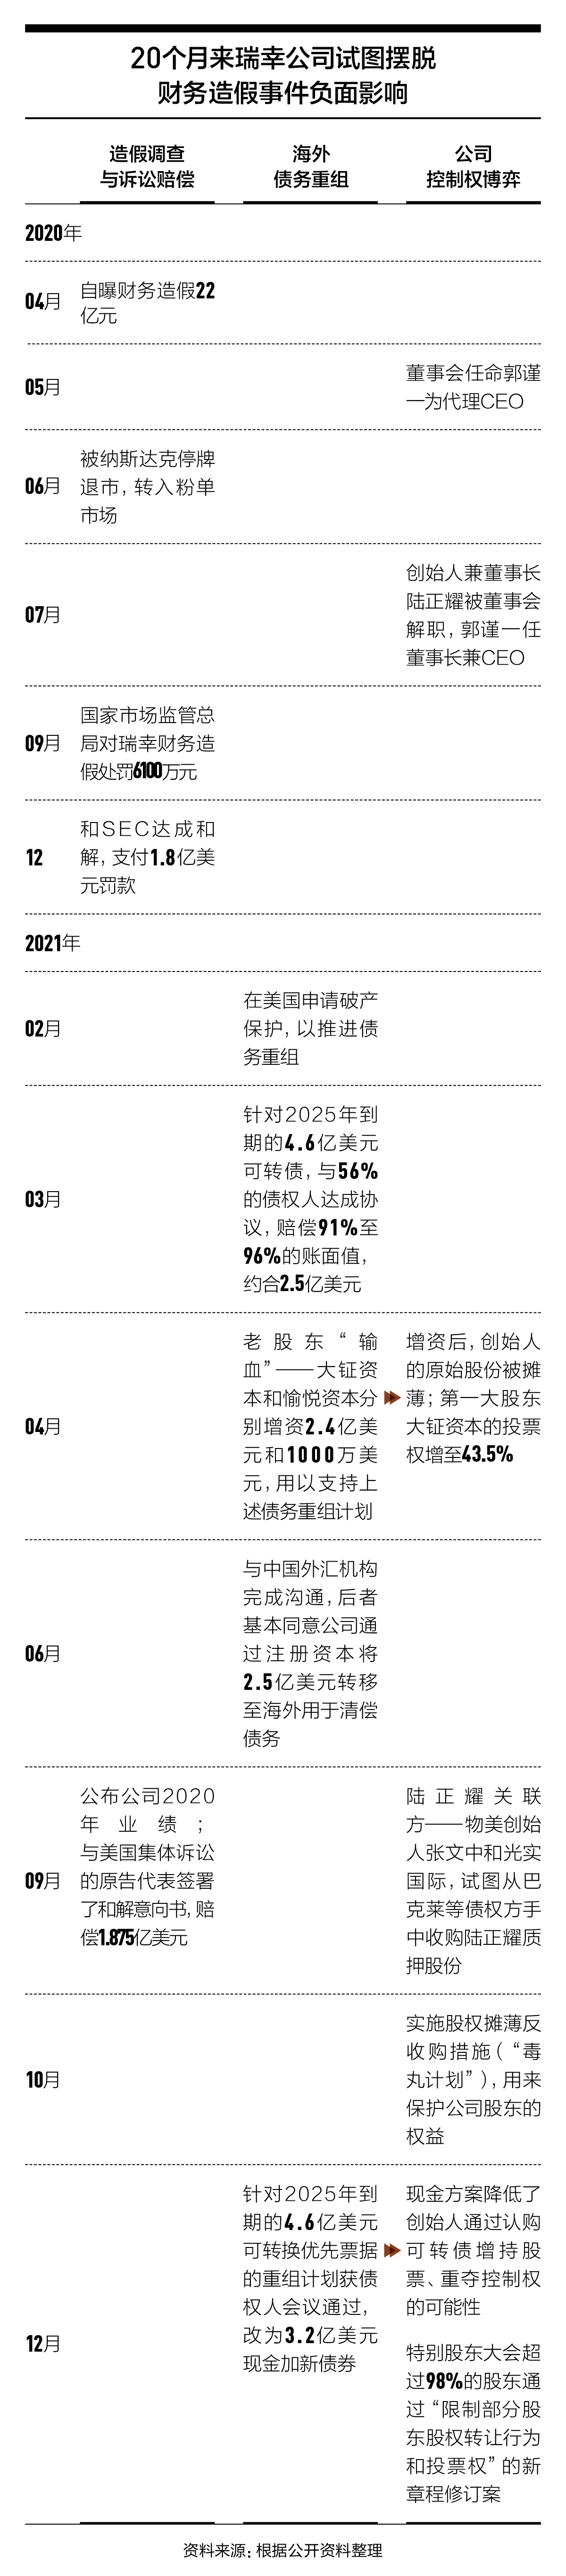 20个月来瑞幸公司试图摆脱
财务造假事件负面影响
造假调查
与诉讼赔偿
海外
债务重组
公司
控制权博弈
2020年
04月
自曝财务造假22
亿元
05月
董事会任命郭谨
一为代理CEO
06月
被纳斯达克停牌
退市，转入粉单
市场
07月
创始人兼董事长
陆正耀被董事会
解职，郭谨一任
董事长兼CEO
09月
国家市场监管总
局对瑞幸财务造
假处罚6100万元
12
和SEC达成和
解，支付1.8亿美
元罚款
2021年
02月
在美国申请破产
保护，以推进债
务重组
03月
针对2025年到
期的4.6亿美元
可转债，与56%
的债权人达成协
议，赔偿91%至
96%的账面值，
约合2.5亿美元
04月
老股东“输
血”——大钲资
本和愉悦资本分
别增资2.4亿美
元和1000万美
元，用以支持上
述债务重组计划
增资后，创始人
的原始股份被摊
薄；第一大股东
大钲资本的投票
权增至43.5%
06月
与中国外汇机构
完成沟通，后者
基本同意公司通
过注册资本将
2.5亿美元转移
至海外用于清偿
债务
09月
公布公司2020
年业绩；
与美国集体诉讼
的原告代表签署
了和解意向书，赔
偿1.875亿美元
陆正耀关联
方——物美创始
人张文中和光实
国际，试图从巴
克莱等债权方手
中收购陆正耀质
押股份
10月
实施股权摊薄反
收购措施（“毒
丸计划”），用来
保护公司股东的
权益
12月
针对2025年到
期的4.6亿美元
可转换优先票据
的重组计划获债
权人会议通过，
改为3.2亿美元
现金加新债券
现金方案降低了
创始人通过认购
可转债增持股
票、重夺控制权
的可能性
特别股东大会超
过98%的股东通
过“限制部分股
东股权转让行为
和投票权”的新
章程修订案
资料来源：根据公开资料整理